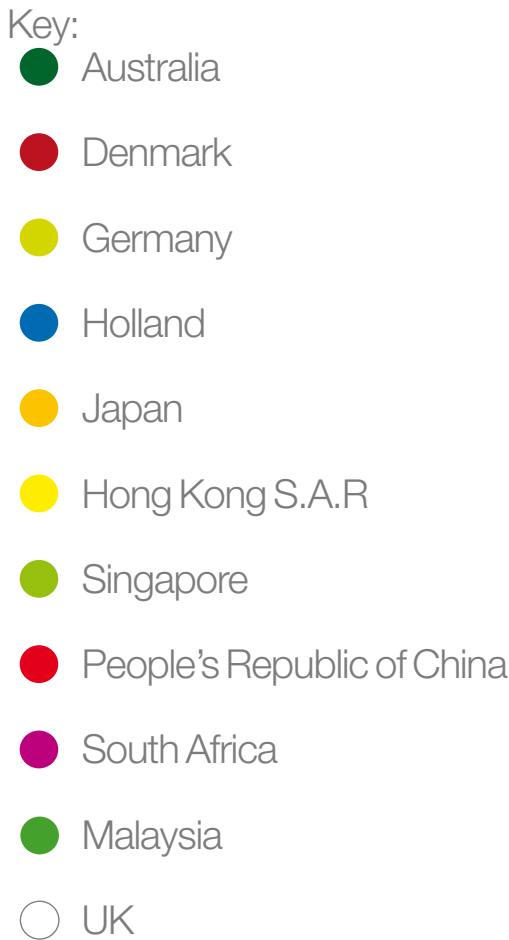 Key:
Australia
Denmark
Germany
Holland
Japan
Hong Kong S.A.R
Singapore
People's Republic of China
South Africa
Malaysia
UK